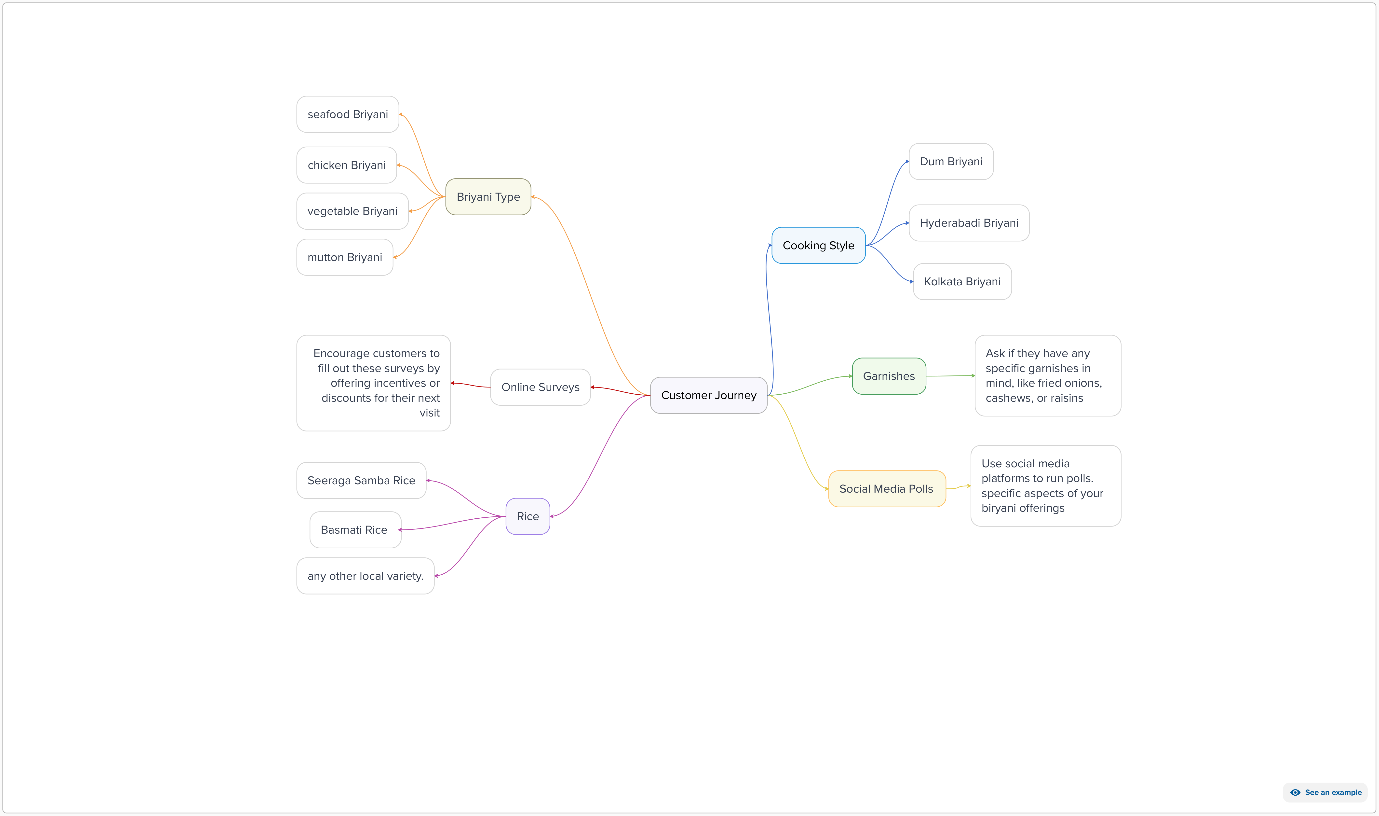 seafood Briyani
chicken Briyani
vegetable Briyani
mutton Briyani
Briyani Type
Encourage customers to
fill out these surveys by
offering incentives or
discounts for their next
visit
Online Surveys
Seeraga Samba Rice
Basmati Rice
any other local variety.
Rice
Customer Journey
Cooking Style
Dum Briyani
Hyderabadi Briyani
Kolkata Briyani
Garnishes
Ask if they have any
specific garnishes in
mind, like fried onions,
cashews, or raisins
Social Media Polls
Use social media
platforms to run polls.
specific aspects of your
biryani offerings
See an example